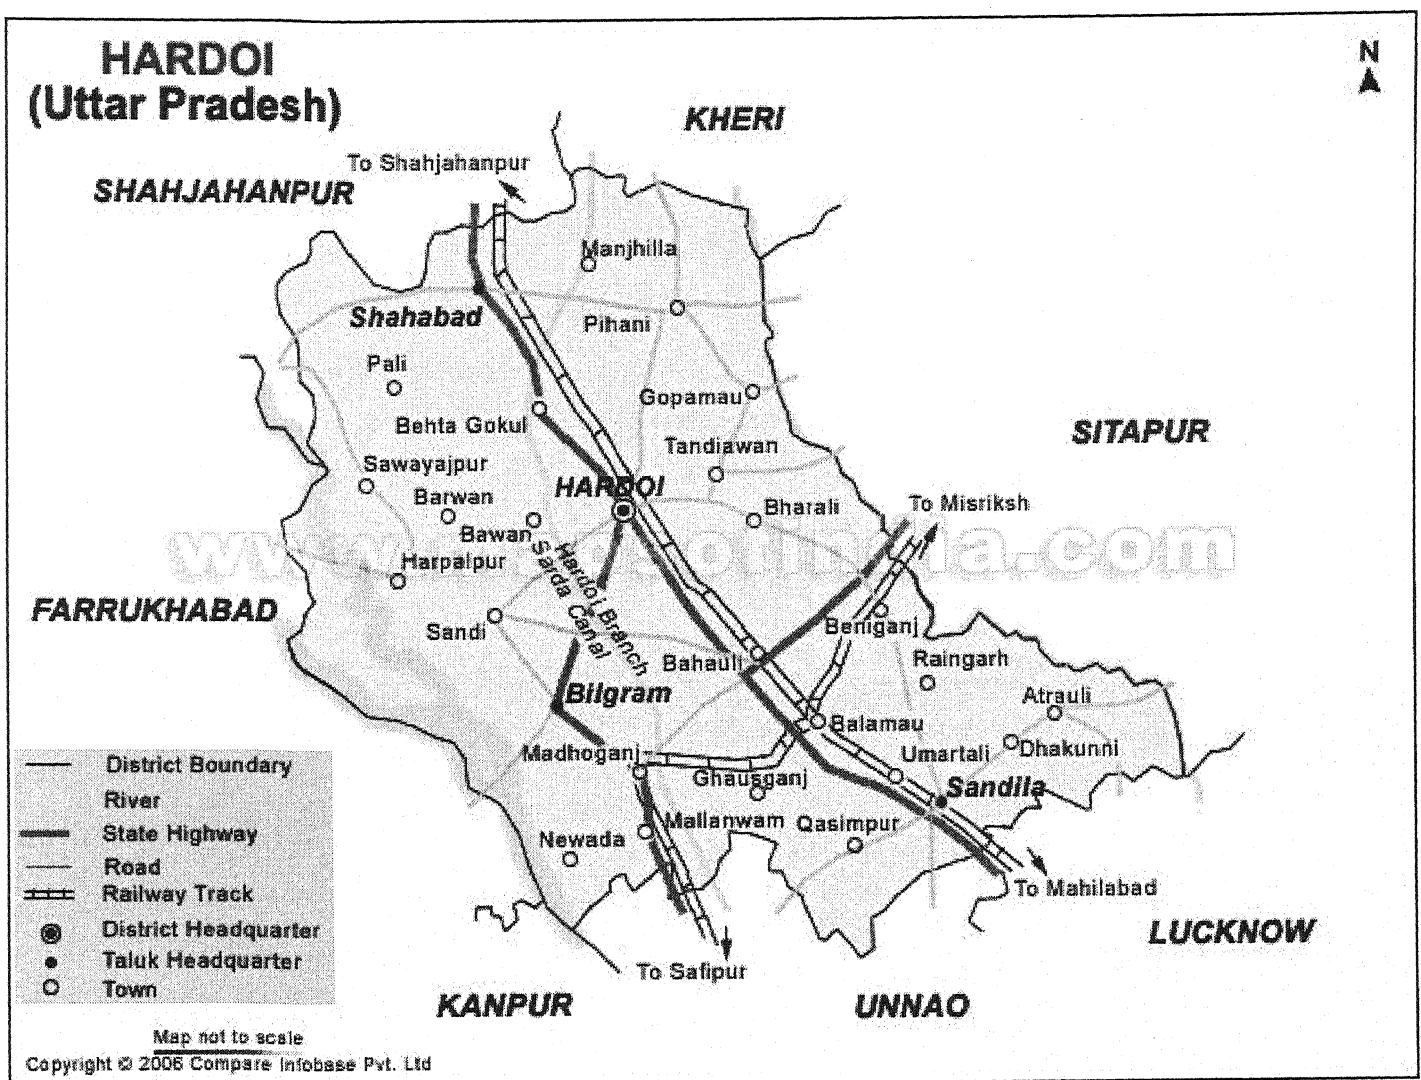 HARDOI
(Uttar Pradesh)
N
KHERI
To Shahjahanpur
SHAHJAHANPUR
Manjhilla
Shahabad
Pihani
Pali
Gopamau
Behta Gokul
SITAPUR
Tandiawan
Sawayajpur
HARDOI
Barwan
Bharali
To Misriksh
Bawan
Harpalpur
Hardoi Branch
Sarda Canal
FARRUKHABAD
Sandi
Beniganj
Bahauli
Raingarh
Bilgram
Atrauli
Balamau
Madhoganj
Umartali
Dhakunni
Ghausganj
Sandila
Mallanwam
Qasimpur
Newada
To Mahilabad
LUCKNOW
To Safipur
KANPUR
UNNAO
District Boundary
River
State Highway
Road
Railway Track
District Headquarter
Taluk Headquarter
Town
Map not to scale
Copyright © 2006 Compare Infobase Pvt. Ltd